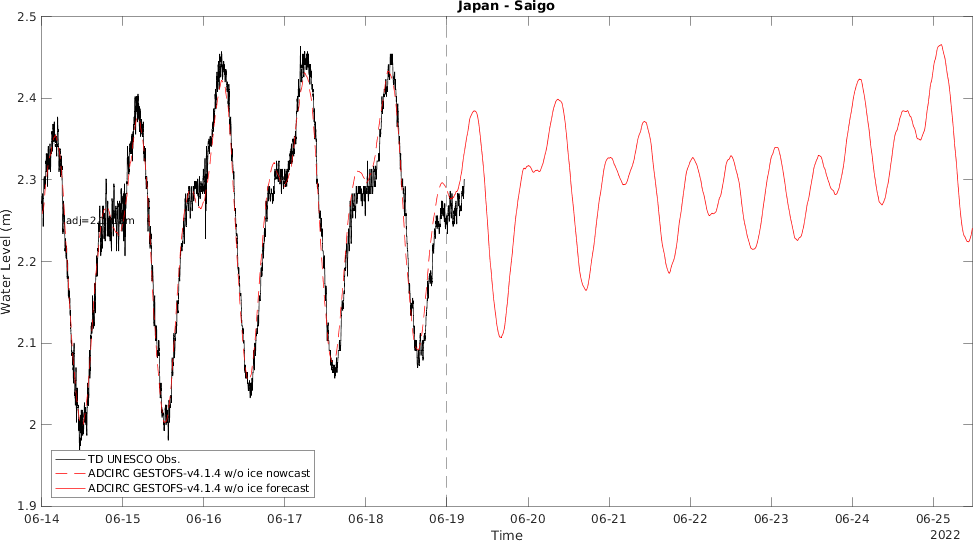 Japan - Saigo
2.5
2.4
2.3
2.2
2.1
2
1.9
Water Level (m)
TD UNESCO Obs.
ADCIRC GESTOFS-v4.1.4 w/o ice nowcast
ADCIRC GESTOFS-v4.1.4 w/o ice forecast
06-14 06-15 06-16 06-17 06-18 06-19 06-20 06-21 06-22 06-23 06-24 06-25
Time 2022